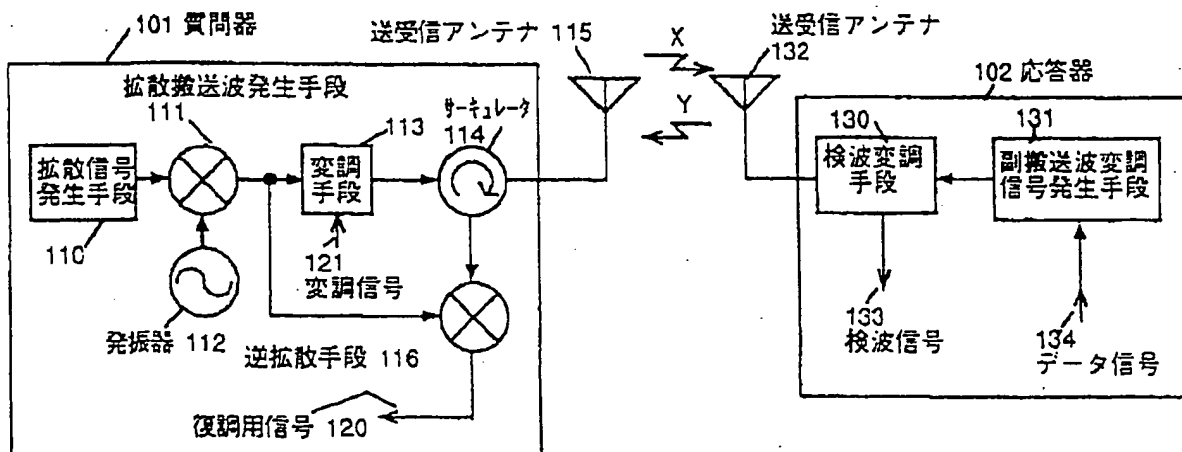 101 質問器
送受信アンテナ 115
X
Y
送受信アンテナ
132
102 応答器
拡散搬送波発生手段
111
113
サーキュレータ
114
拡散信号
発生手段
110
変調
手段
121
変調信号
発振器 112
逆拡散手段 116
復調用信号 120
130
検波変調
手段
131
副搬送波変調
信号発生手段
133
検波信号
134
データ信号